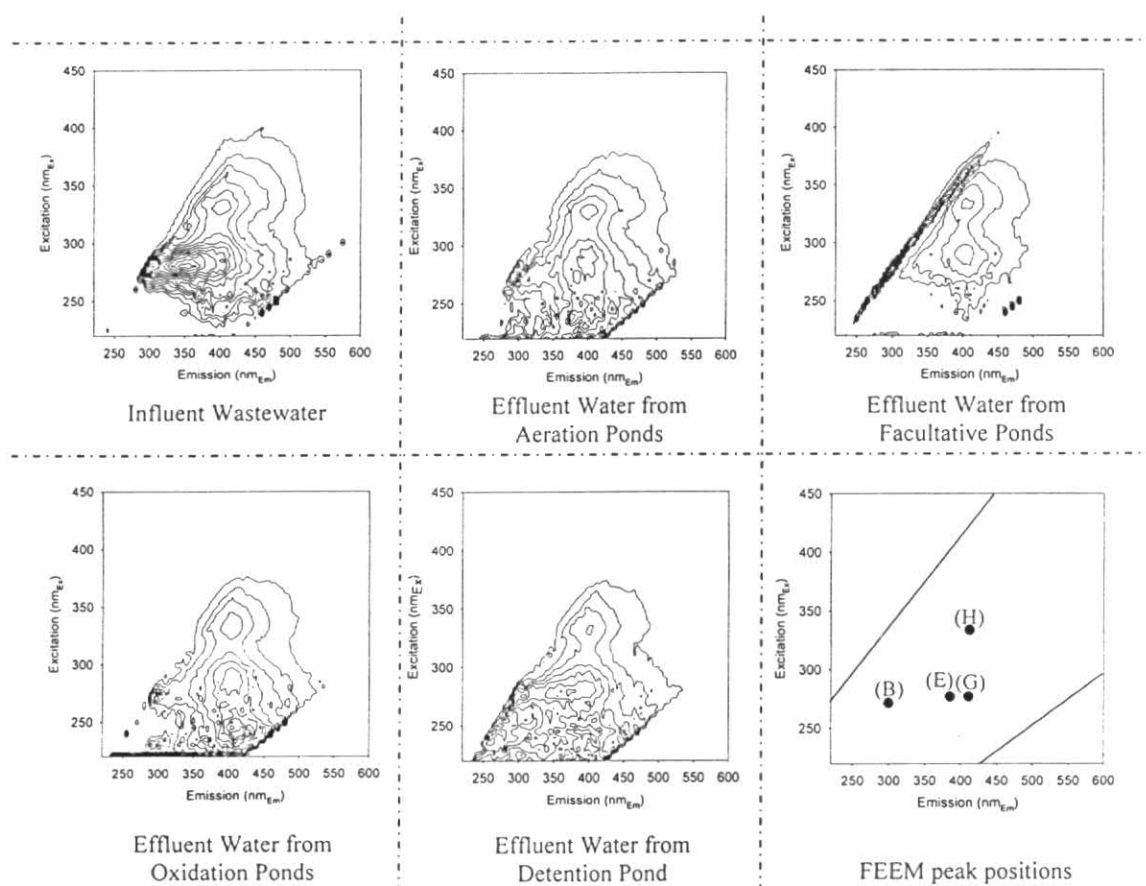 450
400
350
300
250
Excitation (nmEx)
250 300 350 400 450 500 550 600
Emission (nmEm)
Influent Wastewater
450
400
350
300
250
Excitation (nmEx)
250 300 350 400 450 500 550 600
Emission (nmEm)
Effluent Water from
Aeration Ponds
450
400
350
300
250
Excitation (nmEx)
250 300 350 400 450 500 550 600
Emission (nmEm)
Effluent Water from
Facultative Ponds
450
400
350
300
250
Excitation (nmEx)
250 300 350 400 450 500 550 600
Emission (nmEm)
Effluent Water from
Oxidation Ponds
450
400
350
300
250
Excitation (nmEx)
250 300 350 400 450 500 550 600
Emission (nmEm)
Effluent Water from
Detention Pond
450
400
350
300
250
Excitation (nmEx)
(H)
(B) (E) (G)
250 300 350 400 450 500 550 600
Emission (nmEm)
FEEM peak positions